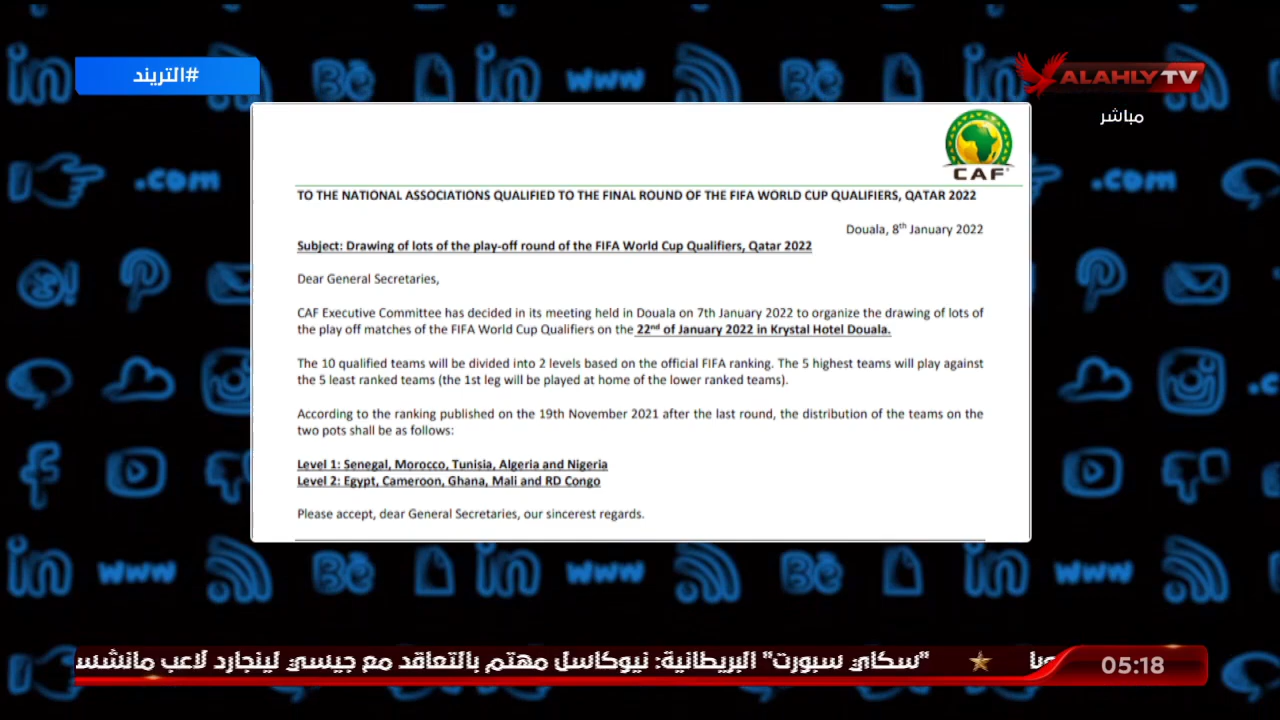 #التريند
ALAHLY TV
مباشر
CAF
TO THE NATIONAL ASSOCIATIONS QUALIFIED TO THE FINAL ROUND OF THE FIFA WORLD CUP QUALIFIERS, QATAR 2022
Douala, 8th January 2022
Subject: Drawing of lots of the play-off round of the FIFA World Cup Qualifiers, Qatar 2022
Dear General Secretaries,
CAF Executive Committee has decided in its meeting held in Douala on 7th January 2022 to organize the drawing of lots of
the play off matches of the FIFA World Cup Qualifiers on the 22nd of January 2022 in Krystal Hotel Douala.
The 10 qualified teams will be divided into 2 levels based on the official FIFA ranking. The 5 highest teams will play against
the 5 least ranked teams (the 1st leg will be played at home of the lower ranked teams).
According to the ranking published on the 19th November 2021 after the last round, the distribution of the teams on the
two pots shall be as follows:
Level 1: Senegal, Morocco, Tunisia, Algeria and Nigeria
Level 2: Egypt, Cameroon, Ghana, Mali and RD Congo
Please accept, dear General Secretaries, our sincerest regards.
"سكاي سبورت" البريطانية: نيوكاسل مهتم بالتعاقد مع جيسي لينجارد لاعب مانشس
05:18